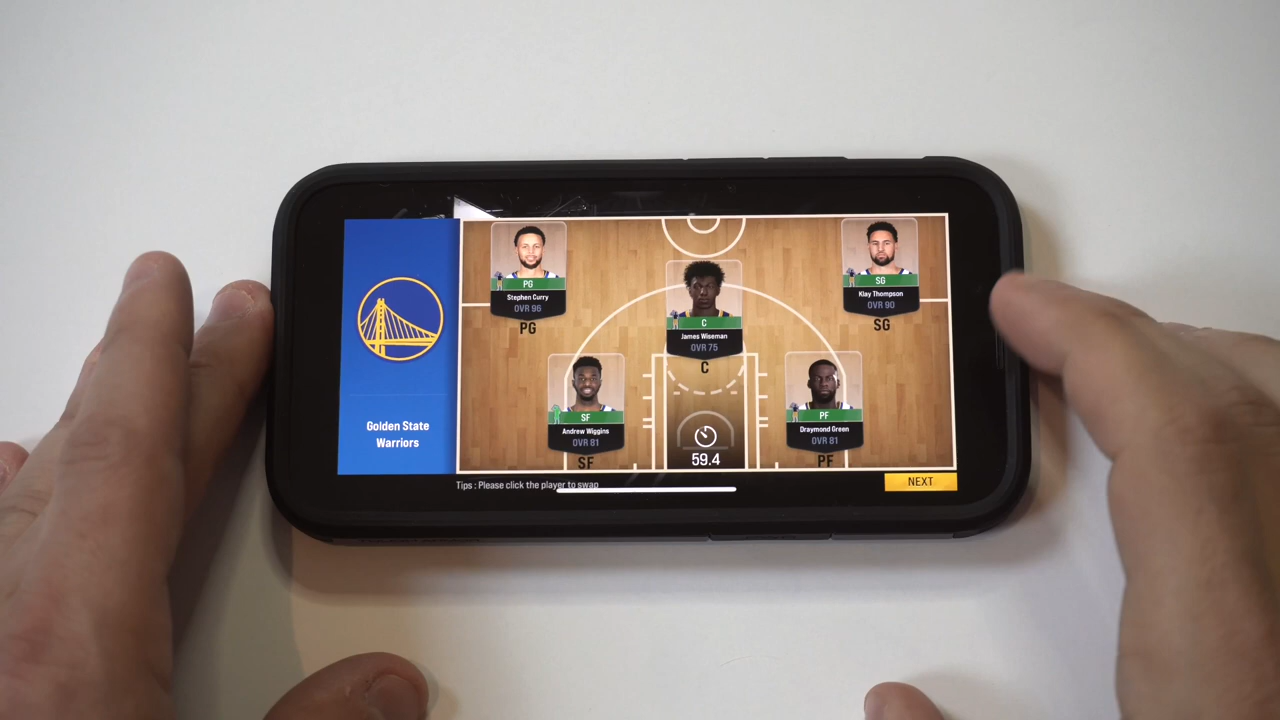 PG
Stephen Curry
OVR 96
PG
C
James Wiseman
OVR 75
C
SG
Klay Thompson
OVR 90
SG
SF
Andrew Wiggins
OVR 81
SF
PF
Draymond Green
OVR 81
PF
Golden State
Warriors
59.4
Tips : Please click the player to swap
NEXT